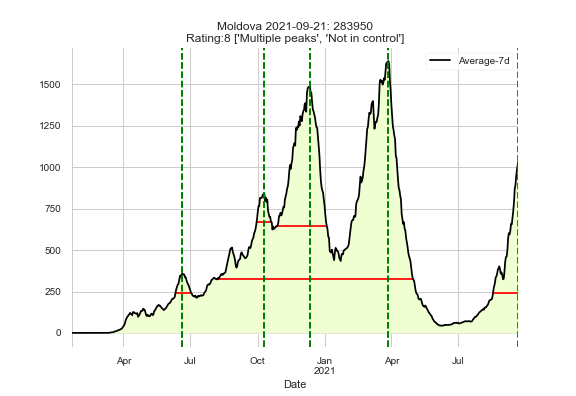 Moldova 2021-09-21: 283950
Rating:8 ['Multiple peaks', 'Not in control']
Average-7d
1500
1250
1000
750
500
250
0
Apr
Jul
Oct
Jan
2021
Apr
Jul
Date